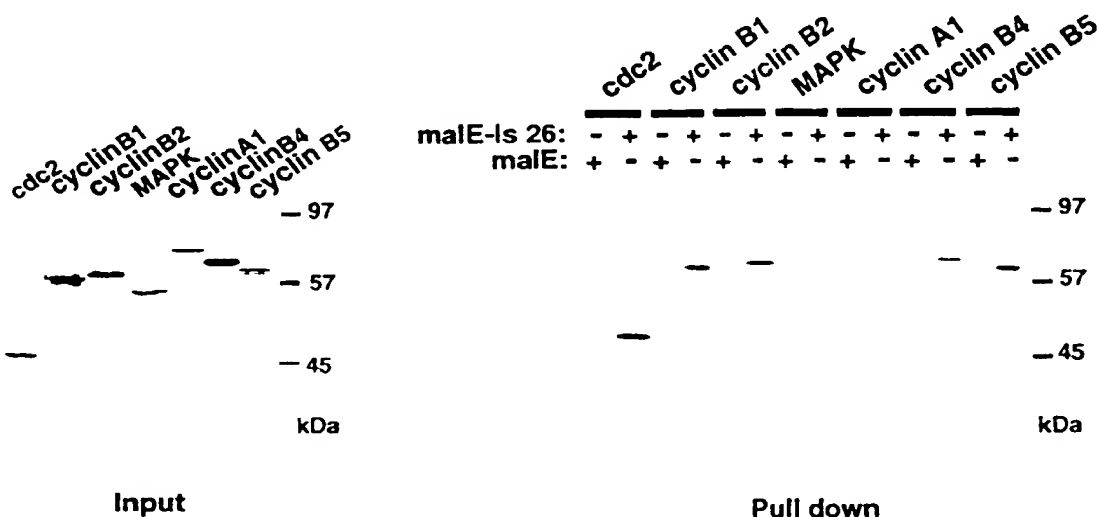 cdc2 cyclinB1 cyclinB2 MAPK cyclinA1 cyclinB4 cyclin B5
97
57
45
kDa
Input
cdc2 cyclin B1 cyclin B2 MAPK cyclin A1 cyclin B4 cyclin B5
malE-ls 26: - + - + - + - + - + - + - +
malE: + - + - + - + - + - + - + -
97
57
45
kDa
Pull down